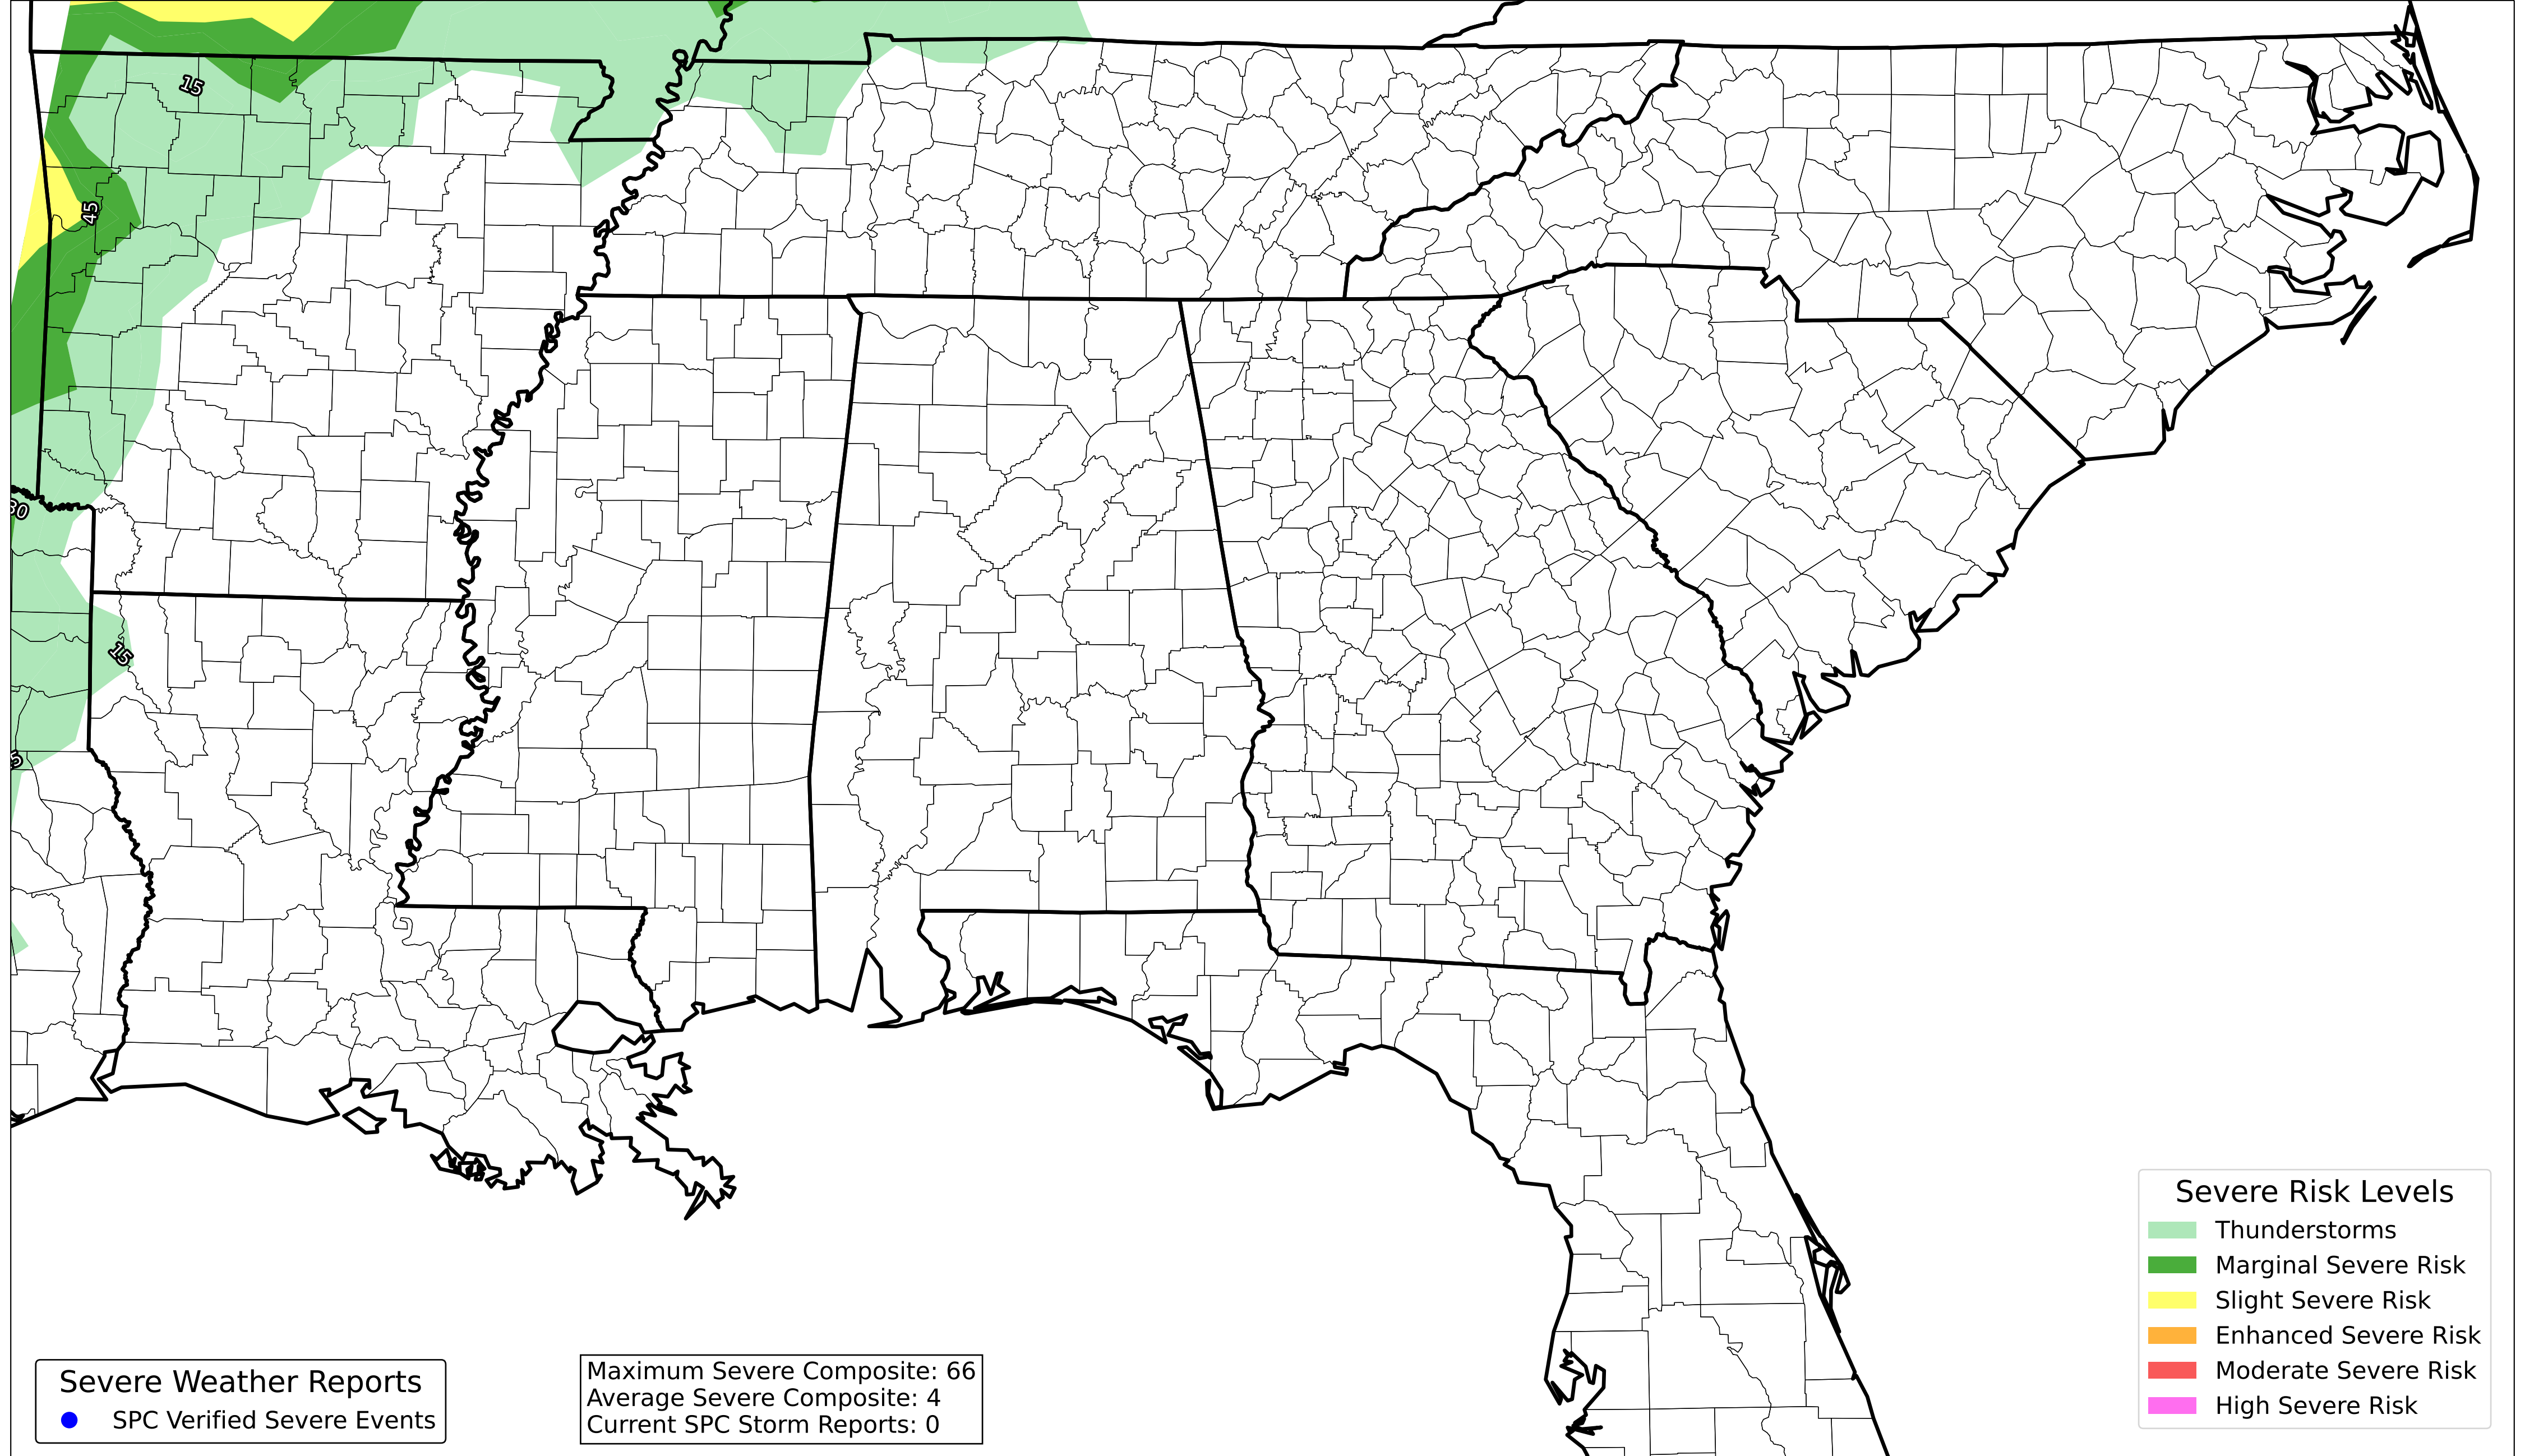 15
45
30
15
5
Severe Weather Reports
SPC Verified Severe Events
Maximum Severe Composite: 66
Average Severe Composite: 4
Current SPC Storm Reports: 0
Severe Risk Levels
Thunderstorms
Marginal Severe Risk
Slight Severe Risk
Enhanced Severe Risk
Moderate Severe Risk
High Severe Risk